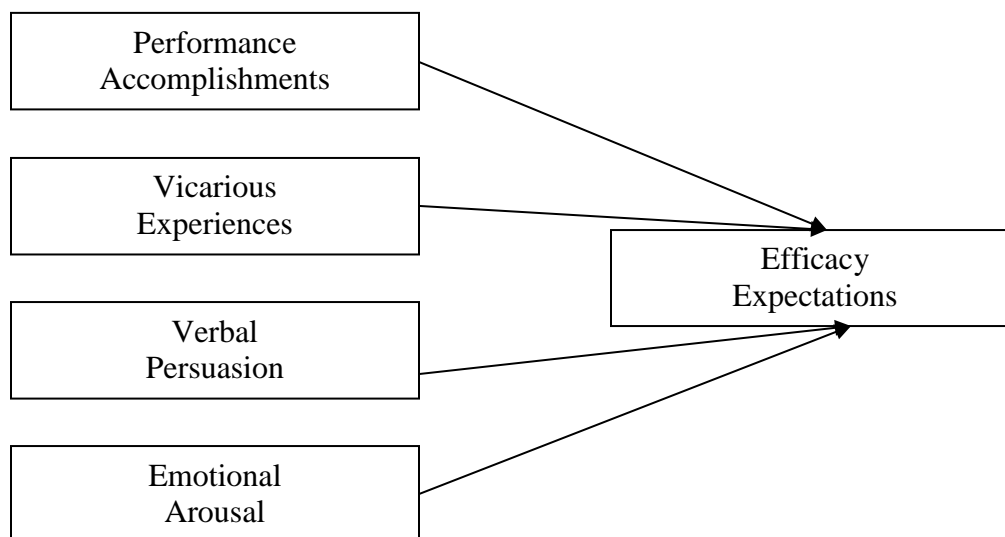 Performance
Accomplishments
Vicarious
Experiences
Efficacy
Expectations
Verbal
Persuasion
Emotional
Arousal